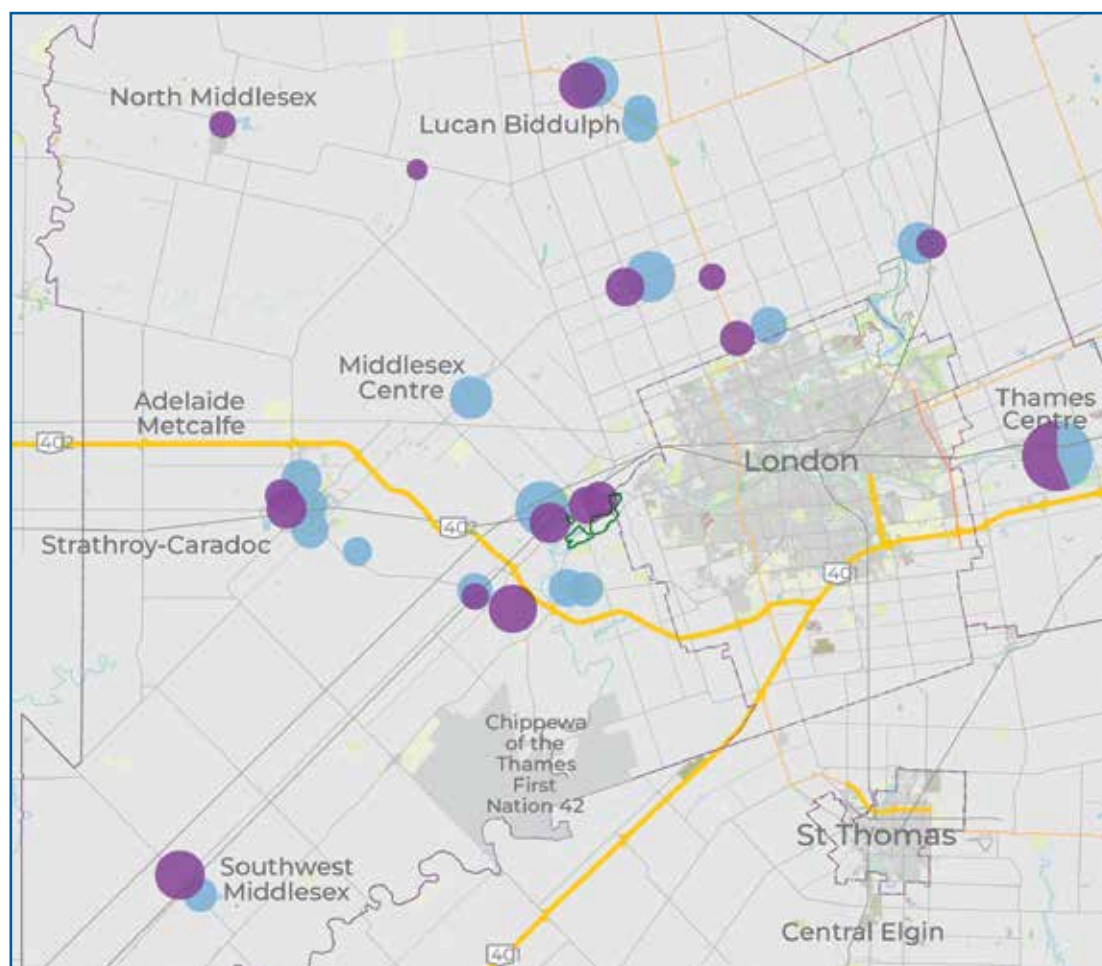 North Middlesex
Lucan Biddulph
Middlesex
Centre
Adelaide
Metcalfe
Thames
Centre
402
London
402
Strathroy-Caradoc
401
Chippewa
of the
Thames
First
Nation 42
St Thomas
Southwest
Middlesex
Central Elgin
401